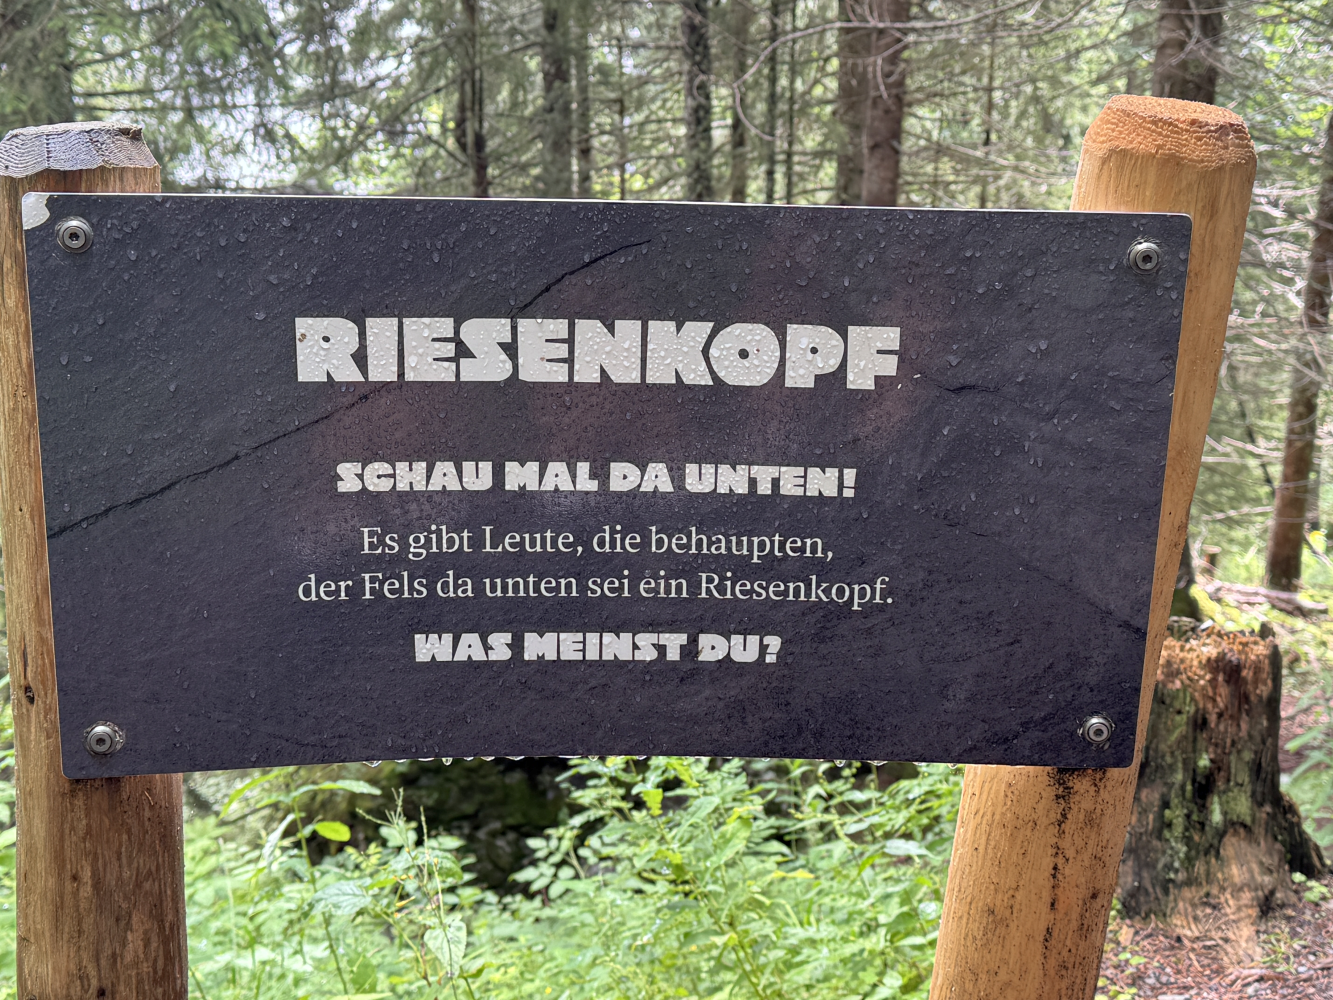 RIESENKOPF
SCHAU MAL DA UNTEN!
Es gibt Leute, die behaupten,
der Fels da unten sei ein Riesenkopf.
WAS MEINST DU?